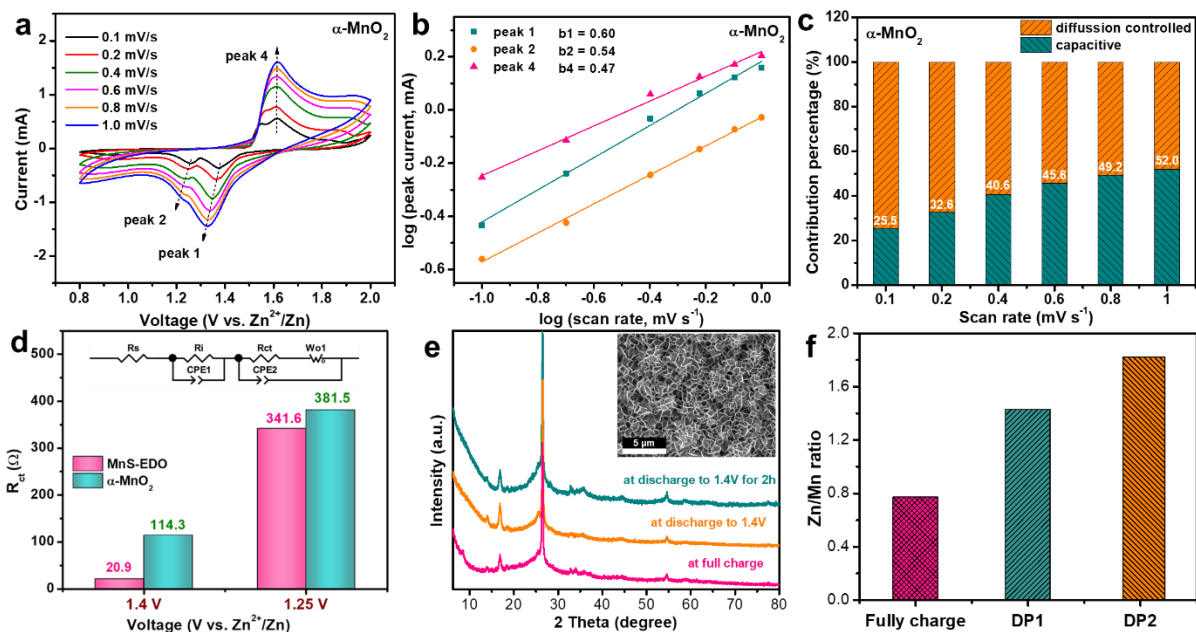 a
α-MnO₂
0.1 mV/s
0.2 mV/s
0.4 mV/s
0.6 mV/s
0.8 mV/s
1.0 mV/s
peak 4
peak 2
peak 1
2
1
0
-1
-2
Current (mA)
0.8 1.0 1.2 1.4 1.6 1.8 2.0
Voltage (V vs. Zn²⁺/Zn)
b
α-MnO₂
peak 1 b1 = 0.60
peak 2 b2 = 0.54
peak 4 b4 = 0.47
0.4
0.2
0.0
-0.2
-0.4
-0.6
log (peak current, mA)
-1.0 -0.8 -0.6 -0.4 -0.2 0.0
log (scan rate, mV s⁻¹)
c
α-MnO₂
diffussion controlled
capacitive
120
100
80
60
40
20
0
Contribution percentage (%)
25.5 32.6 40.6 45.6 49.2 52.0
0.1 0.2 0.4 0.6 0.8 1
Scan rate (mV s⁻¹)
d
Rs Ri Rct Wo1
CPE1 CPE2
500
400
300
200
100
0
R_ct (Ω)
MnS-EDO
α-MnO₂
20.9
114.3
341.6
381.5
1.4 V 1.25 V
Voltage (V vs. Zn²⁺/Zn)
e
5 µm
at discharge to 1.4V for 2h
at discharge to 1.4V
at full charge
Intensity (a.u.)
10 20 30 40 50 60 70 80
2 Theta (degree)
f
2.0
1.6
1.2
0.8
0.4
0.0
Zn/Mn ratio
Fully charge DP1 DP2